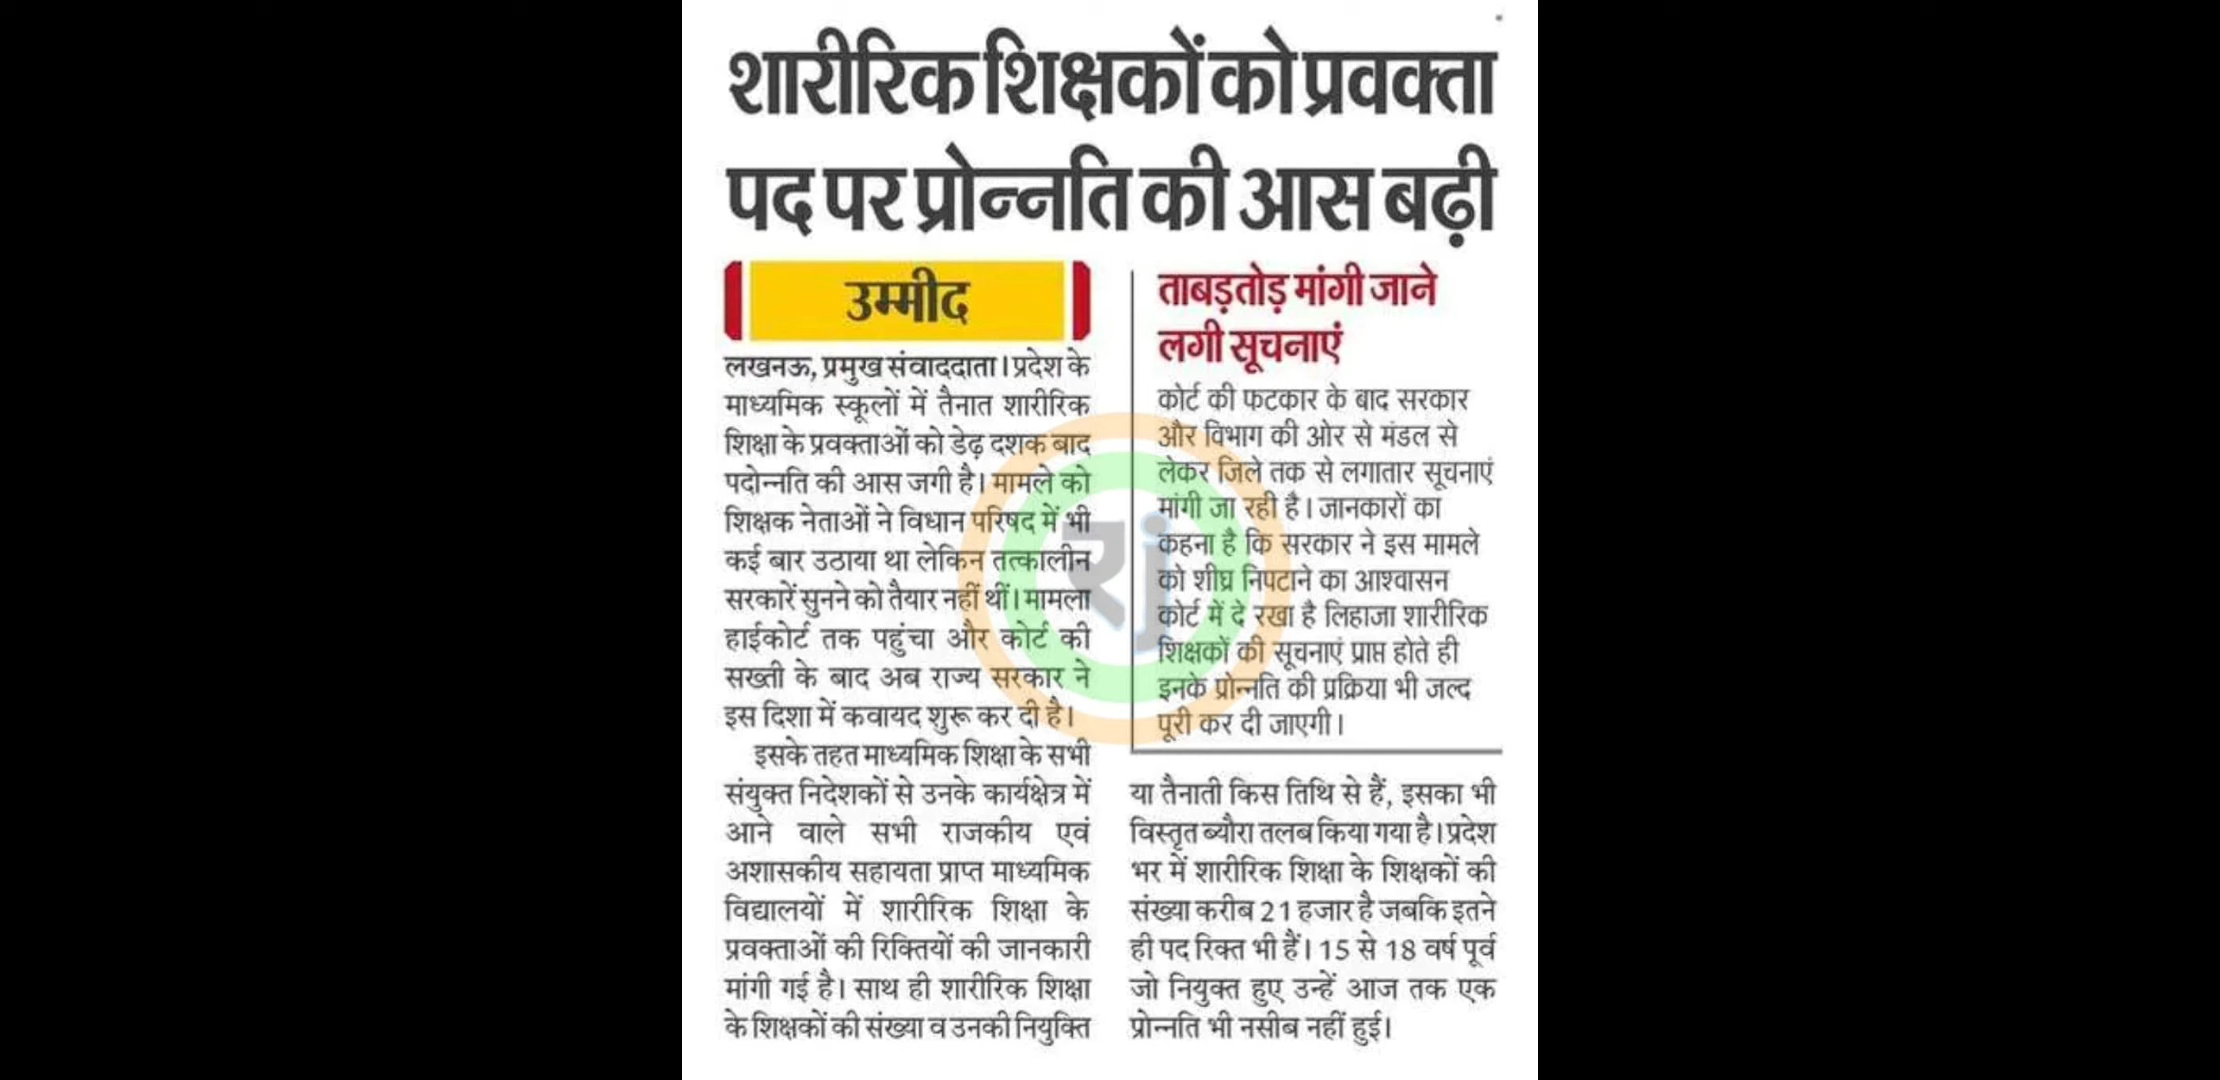 शारीरिक शिक्षकों को प्रवक्ता
पद पर प्रोन्नति की आस बढ़ी
उम्मीद
लखनऊ, प्रमुख संवाददाता। प्रदेश के
माध्यमिक स्कूलों में तैनात शारीरिक
शिक्षा के प्रवक्ताओं को डेढ़ दशक बाद
पदोन्नति की आस जगी है। मामले को
शिक्षक नेताओं ने विधान परिषद में भी
कई बार उठाया था लेकिन तत्कालीन
सरकारें सुनने को तैयार नहीं थीं। मामला
हाईकोर्ट तक पहुंचा और कोर्ट की
सख्ती के बाद अब राज्य सरकार ने
इस दिशा में कवायद शुरू कर दी है।
इसके तहत माध्यमिक शिक्षा के सभी
संयुक्त निदेशकों से उनके कार्यक्षेत्र में
आने वाले सभी राजकीय एवं
अशासकीय सहायता प्राप्त माध्यमिक
विद्यालयों में शारीरिक शिक्षा के
प्रवक्ताओं की रिक्तियों की जानकारी
मांगी गई है। साथ ही शारीरिक शिक्षा
के शिक्षकों की संख्या व उनकी नियुक्ति
ताबड़तोड़ मांगी जाने
लगी सूचनाएं
कोर्ट की फटकार के बाद सरकार
और विभाग की ओर से मंडल से
लेकर जिले तक से लगातार सूचनाएं
मांगी जा रही है। जानकारों का
कहना है कि सरकार ने इस मामले
को शीघ्र निपटाने का आश्वासन
कोर्ट में दे रखा है लिहाजा शारीरिक
शिक्षकों की सूचनाएं प्राप्त होते ही
इनके प्रोन्नति की प्रक्रिया भी जल्द
पूरी कर दी जाएगी।
या तैनाती किस तिथि से हैं, इसका भी
विस्तृत ब्यौरा तलब किया गया है। प्रदेश
भर में शारीरिक शिक्षा के शिक्षकों की
संख्या करीब 21 हजार है जबकि इतने
ही पद रिक्त भी हैं। 15 से 18 वर्ष पूर्व
जो नियुक्त हुए उन्हें आज तक एक
प्रोन्नति भी नसीब नहीं हुई।
रj